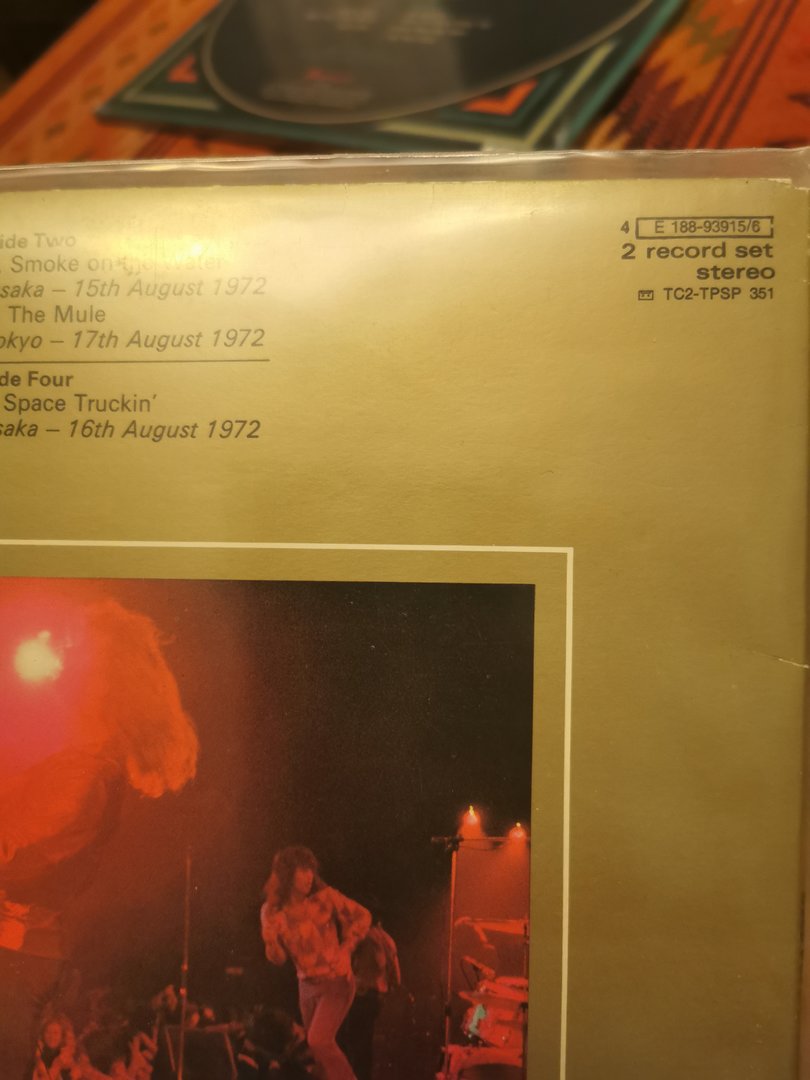 ide Two
. Smoke on the Water
saka – 15th August 1972
The Mule
okyo – 17th August 1972
de Four
Space Truckin'
saka – 16th August 1972
4 E 188-93915/6
2 record set
stereo
TC2-TPSP 351